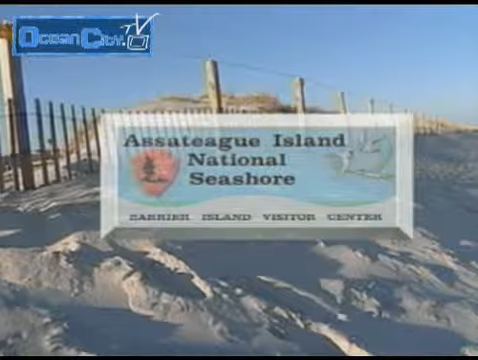 OceanCity.TV
Assateague Island
National
Seashore
BARRIER ISLAND VISITOR CENTER